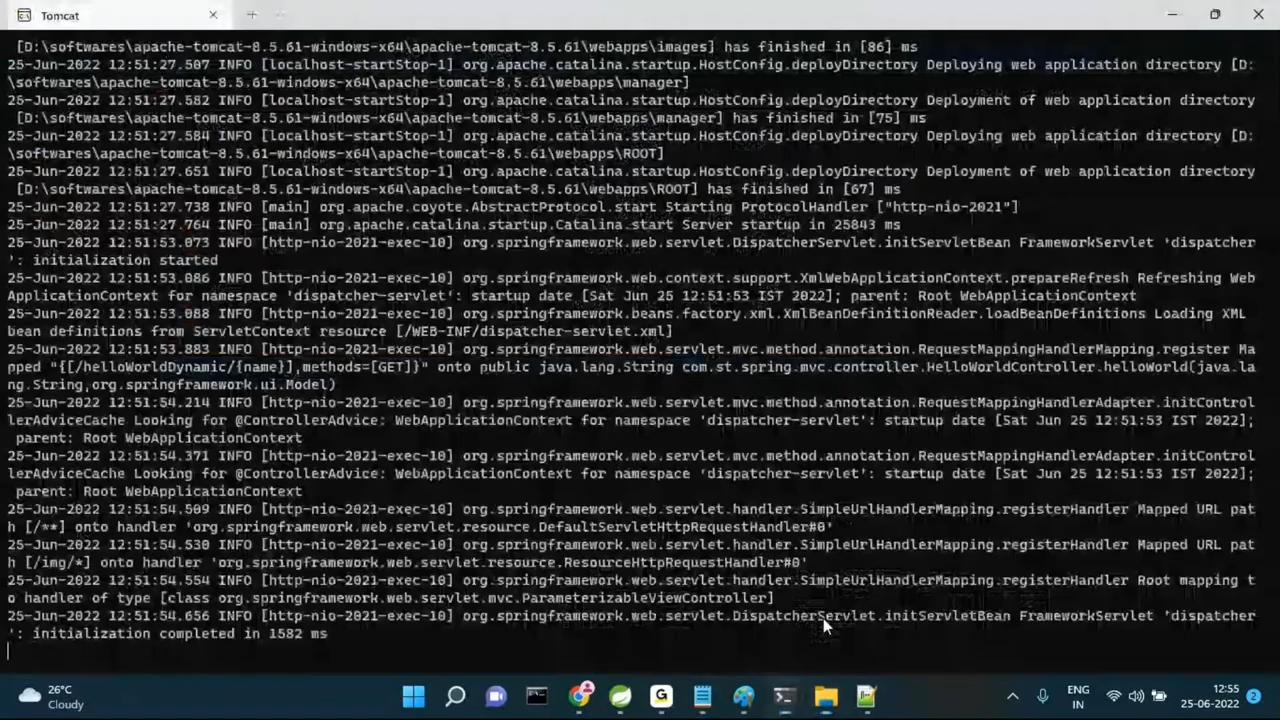 Tomcat
[D:\softwares\apache-tomcat-8.5.61-windows-x64\apache-tomcat-8.5.61\webapps\images] has finished in [86] ms
25-Jun-2022 12:51:27.507 INFO [localhost-startStop-1] org.apache.catalina.startup.HostConfig.deployDirectory Deploying web application directory [D:
\softwares\apache-tomcat-8.5.61-windows-x64\apache-tomcat-8.5.61\webapps\manager]
25-Jun-2022 12:51:27.582 INFO [localhost-startStop-1] org.apache.catalina.startup.HostConfig.deployDirectory Deployment of web application directory
[D:\softwares\apache-tomcat-8.5.61-windows-x64\apache-tomcat-8.5.61\webapps\manager] has finished in [75] ms
25-Jun-2022 12:51:27.584 INFO [localhost-startStop-1] org.apache.catalina.startup.HostConfig.deployDirectory Deploying web application directory [D:
\softwares\apache-tomcat-8.5.61-windows-x64\apache-tomcat-8.5.61\webapps\ROOT]
25-Jun-2022 12:51:27.651 INFO [localhost-startStop-1] org.apache.catalina.startup.HostConfig.deployDirectory Deployment of web application directory
[D:\softwares\apache-tomcat-8.5.61-windows-x64\apache-tomcat-8.5.61\webapps\ROOT] has finished in [67] ms
25-Jun-2022 12:51:27.738 INFO [main] org.apache.coyote.AbstractProtocol.start Starting ProtocolHandler ["http-nio-2021"]
25-Jun-2022 12:51:27.764 INFO [main] org.apache.catalina.startup.Catalina.start Server startup in 25843 ms
25-Jun-2022 12:51:53.073 INFO [http-nio-2021-exec-10] org.springframework.web.servlet.DispatcherServlet.initServletBean FrameworkServlet 'dispatcher
': initialization started
25-Jun-2022 12:51:53.086 INFO [http-nio-2021-exec-10] org.springframework.web.context.support.XmlWebApplicationContext.prepareRefresh Refreshing Web
ApplicationContext for namespace 'dispatcher-servlet': startup date [Sat Jun 25 12:51:53 IST 2022]; parent: Root WebApplicationContext
25-Jun-2022 12:51:53.088 INFO [http-nio-2021-exec-10] org.springframework.beans.factory.xml.XmlBeanDefinitionReader.loadBeanDefinitions Loading XML
bean definitions from ServletContext resource [/WEB-INF/dispatcher-servlet.xml]
25-Jun-2022 12:51:53.883 INFO [http-nio-2021-exec-10] org.springframework.web.servlet.mvc.method.annotation.RequestMappingHandlerMapping.register Ma
pped "{[/helloWorldDynamic/{name}],methods=[GET]}" onto public java.lang.String com.st.spring.mvc.controller.HelloWorldController.helloWorld(java.la
ng.String,org.springframework.ui.Model)
25-Jun-2022 12:51:54.214 INFO [http-nio-2021-exec-10] org.springframework.web.servlet.mvc.method.annotation.RequestMappingHandlerAdapter.initControl
lerAdviceCache Looking for @ControllerAdvice: WebApplicationContext for namespace 'dispatcher-servlet': startup date [Sat Jun 25 12:51:53 IST 2022];
parent: Root WebApplicationContext
25-Jun-2022 12:51:54.371 INFO [http-nio-2021-exec-10] org.springframework.web.servlet.mvc.method.annotation.RequestMappingHandlerAdapter.initControl
lerAdviceCache Looking for @ControllerAdvice: WebApplicationContext for namespace 'dispatcher-servlet': startup date [Sat Jun 25 12:51:53 IST 2022];
parent: Root WebApplicationContext
25-Jun-2022 12:51:54.509 INFO [http-nio-2021-exec-10] org.springframework.web.servlet.handler.SimpleUrlHandlerMapping.registerHandler Mapped URL pat
h [/**] onto handler 'org.springframework.web.servlet.resource.DefaultServletHttpRequestHandler#0'
25-Jun-2022 12:51:54.530 INFO [http-nio-2021-exec-10] org.springframework.web.servlet.handler.SimpleUrlHandlerMapping.registerHandler Mapped URL pat
h [/img/*] onto handler 'org.springframework.web.servlet.resource.ResourceHttpRequestHandler#0'
25-Jun-2022 12:51:54.554 INFO [http-nio-2021-exec-10] org.springframework.web.servlet.handler.SimpleUrlHandlerMapping.registerHandler Root mapping t
o handler of type [class org.springframework.web.servlet.mvc.ParameterizableViewController]
25-Jun-2022 12:51:54.656 INFO [http-nio-2021-exec-10] org.springframework.web.servlet.DispatcherServlet.initServletBean FrameworkServlet 'dispatcher
': initialization completed in 1582 ms
26°C
Cloudy
ENG
IN
12:55
25-06-2022
2